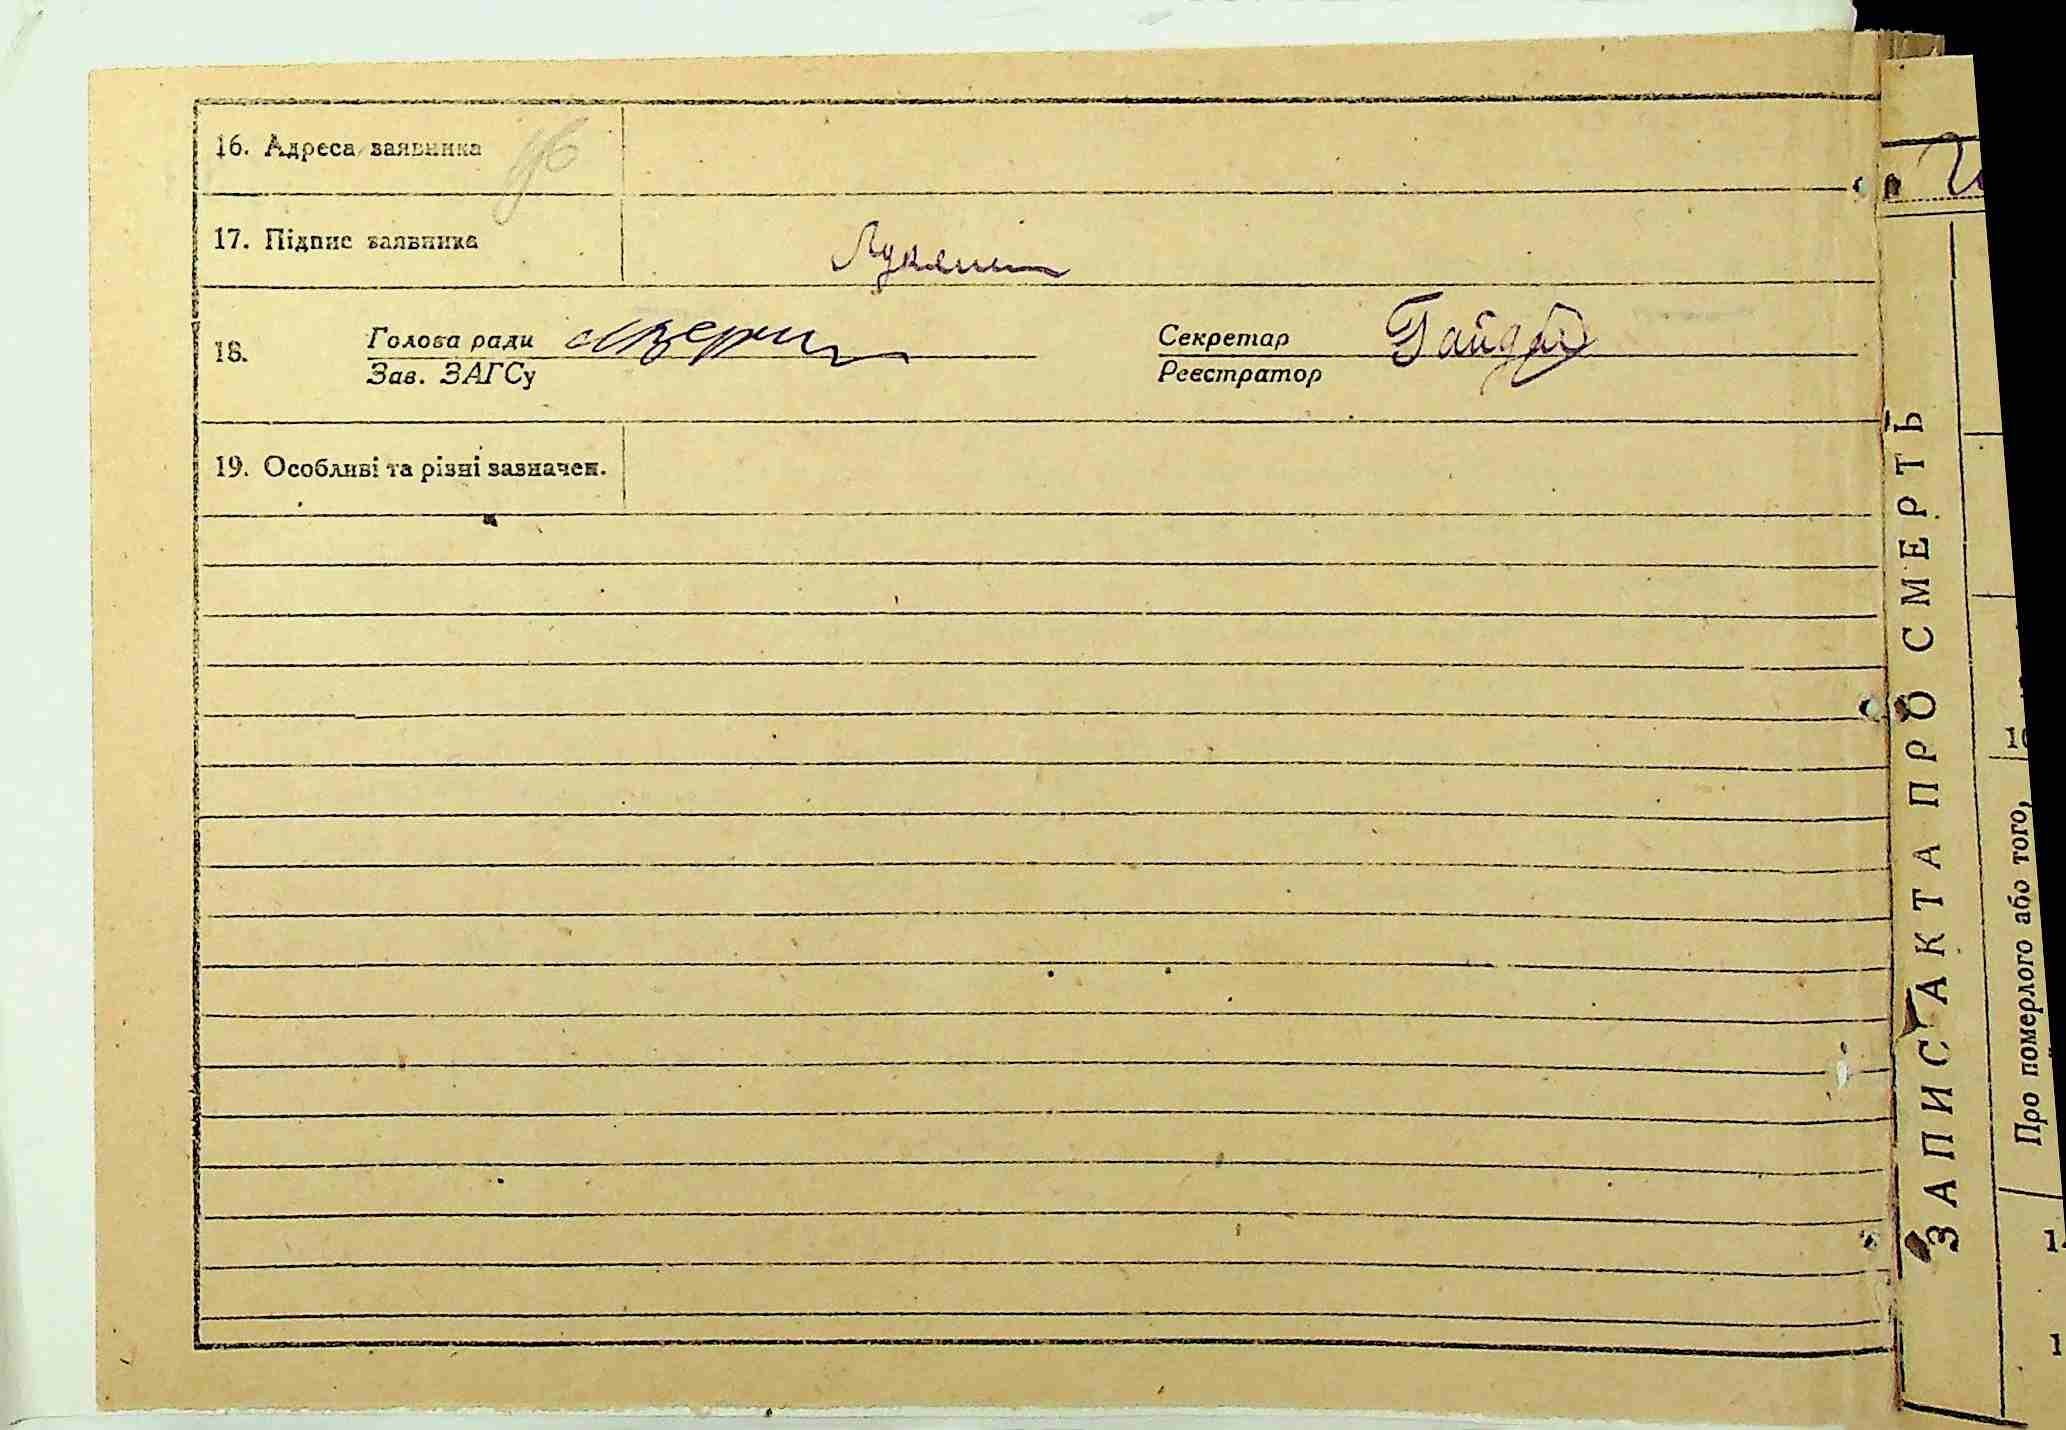 16. Адреса заявника
17. Підпис заявника
18. Голова ради Секретар Гайдай
Зав. ЗАГСу Реєстратор
19. Особливі та різні зазначен.
ЗАПИС АКТА ПРО СМЕРТЬ
Про померлого або того,